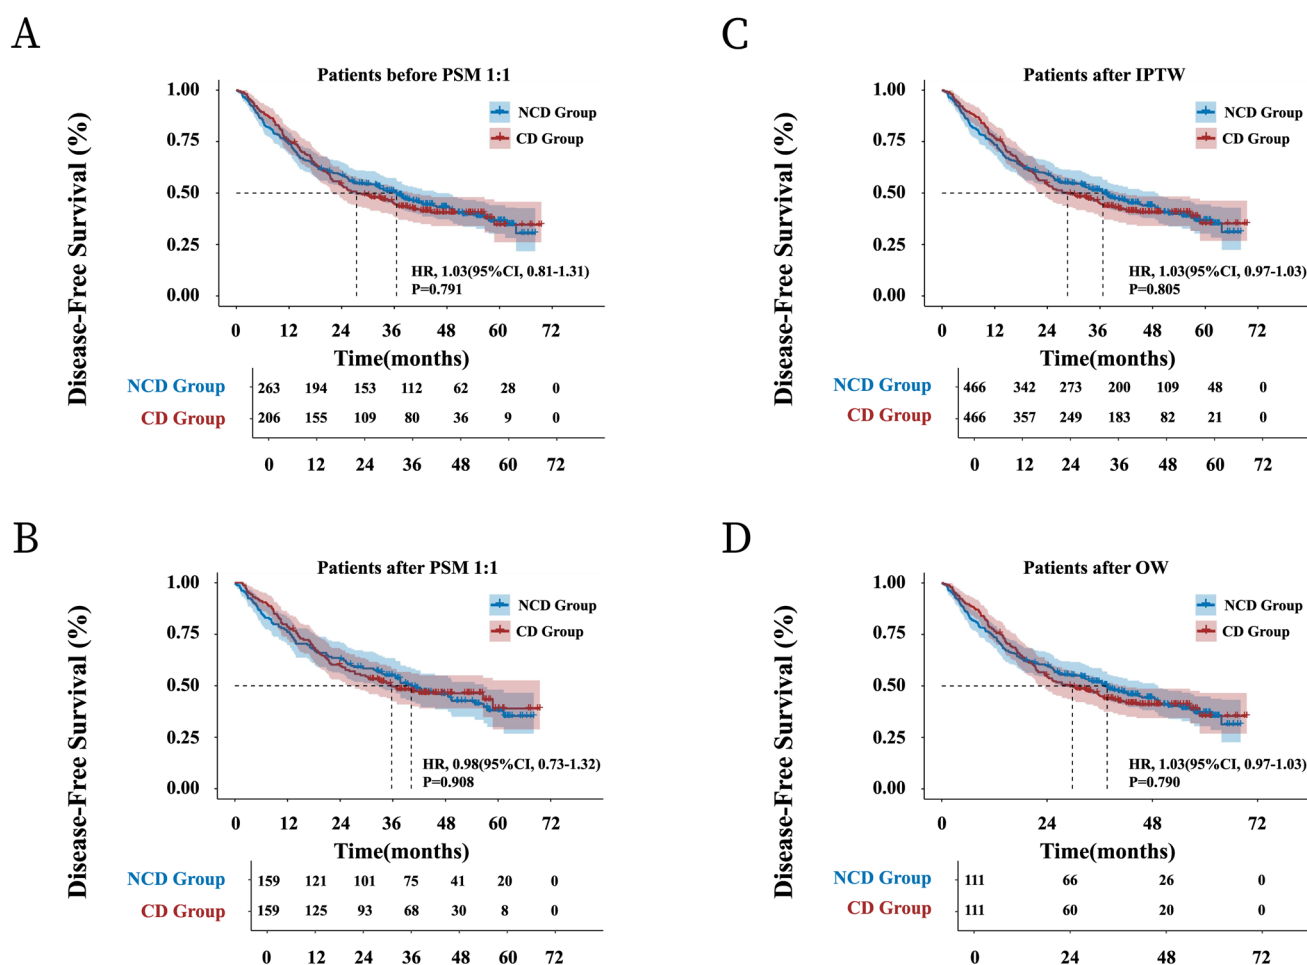 A
Patients before PSM 1:1
Disease-Free Survival (%)
1.00
0.75
0.50
0.25
0.00
NCD Group
CD Group
HR, 1.03(95%CI, 0.81-1.31)
P=0.791
0 12 24 36 48 60 72
Time(months)
NCD Group 263 194 153 112 62 28 0
CD Group 206 155 109 80 36 9 0
0 12 24 36 48 60 72
B
Patients after PSM 1:1
Disease-Free Survival (%)
1.00
0.75
0.50
0.25
0.00
NCD Group
CD Group
HR, 0.98(95%CI, 0.73-1.32)
P=0.908
0 12 24 36 48 60 72
Time(months)
NCD Group 159 121 101 75 41 20 0
CD Group 159 125 93 68 30 8 0
0 12 24 36 48 60 72
C
Patients after IPTW
Disease-Free Survival (%)
1.00
0.75
0.50
0.25
0.00
NCD Group
CD Group
HR, 1.03(95%CI, 0.97-1.03)
P=0.805
0 12 24 36 48 60 72
Time(months)
NCD Group 466 342 273 200 109 48 0
CD Group 466 357 249 183 82 21 0
0 12 24 36 48 60 72
D
Patients after OW
Disease-Free Survival (%)
1.00
0.75
0.50
0.25
0.00
NCD Group
CD Group
HR, 1.03(95%CI, 0.97-1.03)
P=0.790
0 24 48 72
Time(months)
NCD Group 111 66 26 0
CD Group 111 60 20 0
0 24 48 72